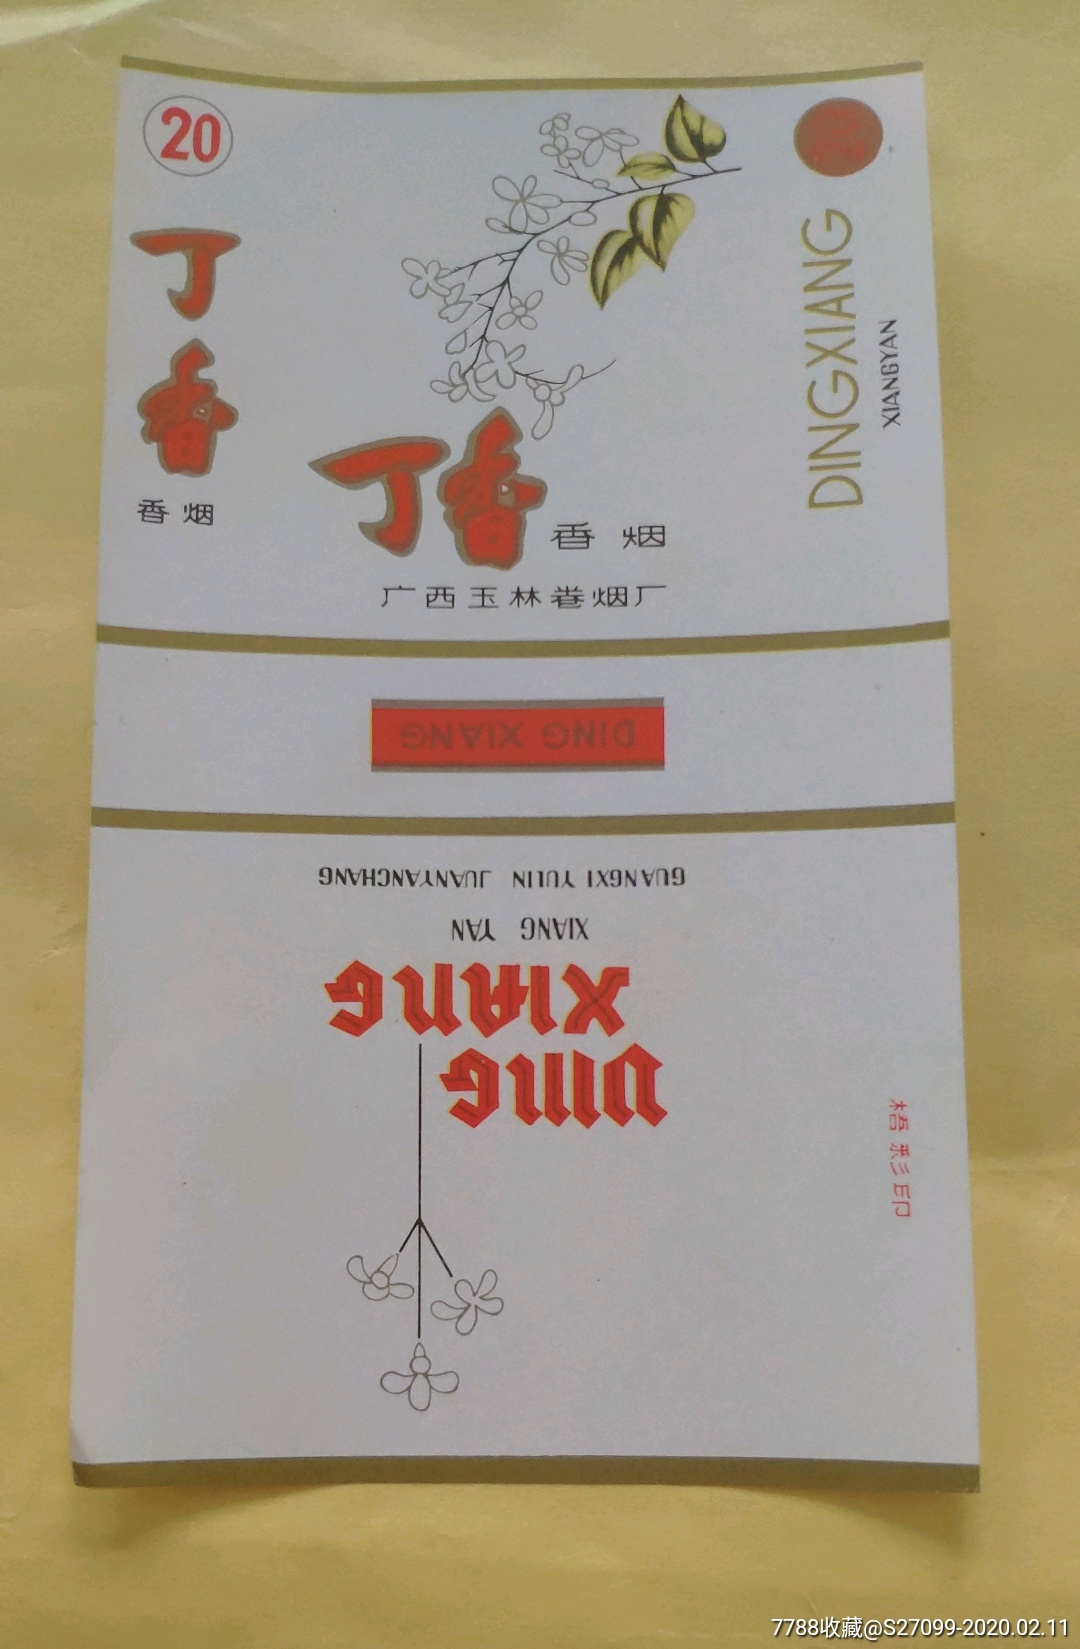 20
丁
香
香烟
丁香
香烟
广西玉林卷烟厂
DINGXIANG
XIANGYAN
DING XIANG
GUANGXI YULIN JUANYANCHANG
XIANG YAN
DING
XIANG
梧彩印
7788收藏@S27099-2020.02.11